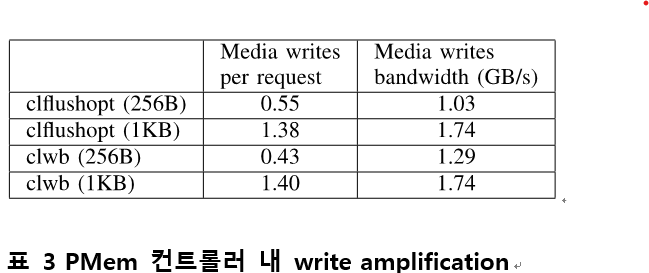 Media writes Media writes
per request bandwidth (GB/s)
clflushopt (256B) 0.55 1.03
clflushopt (1KB) 1.38 1.74
clwb (256B) 0.43 1.29
clwb (1KB) 1.40 1.74
표 3 PMem 컨트롤러 내 write amplification